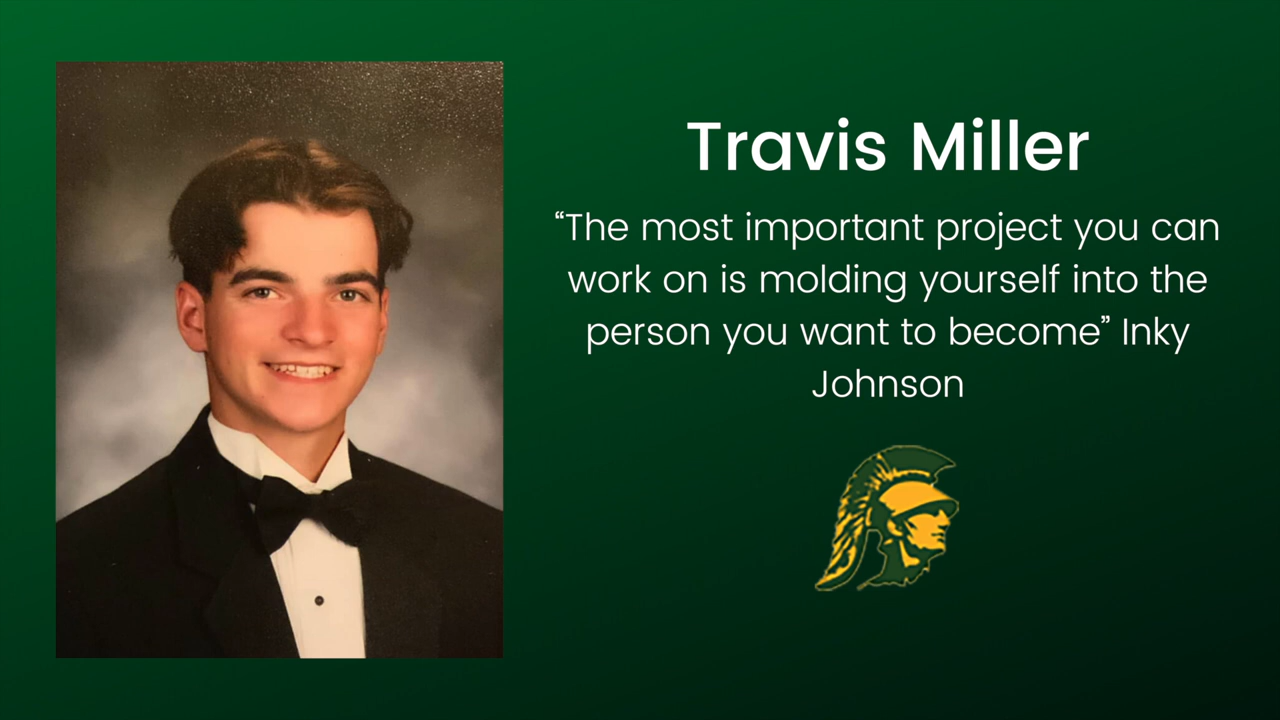 Travis Miller
“The most important project you can
work on is molding yourself into the
person you want to become” Inky
Johnson